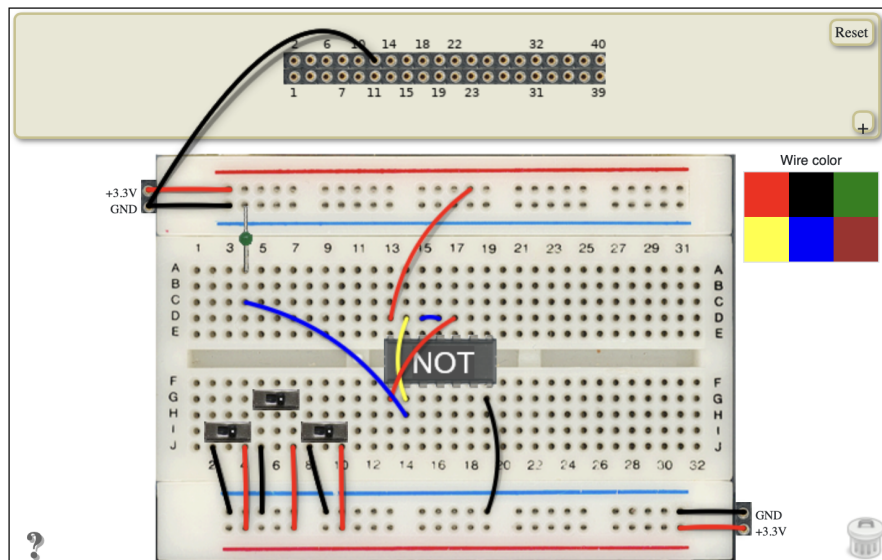 Reset
2 6 10 14 18 22 32 40
1 7 11 15 19 23 31 39
+
Wire color
+3.3V
GND
1 3 5 7 9 11 13 15 17 19 21 23 25 27 29 31
A A
B B
C C
D D
E E
NOT
F F
G G
H H
I I
J J
2 6 8 10 12 14 16 18 20 22 24 26 28 30 32
GND
+3.3V
?